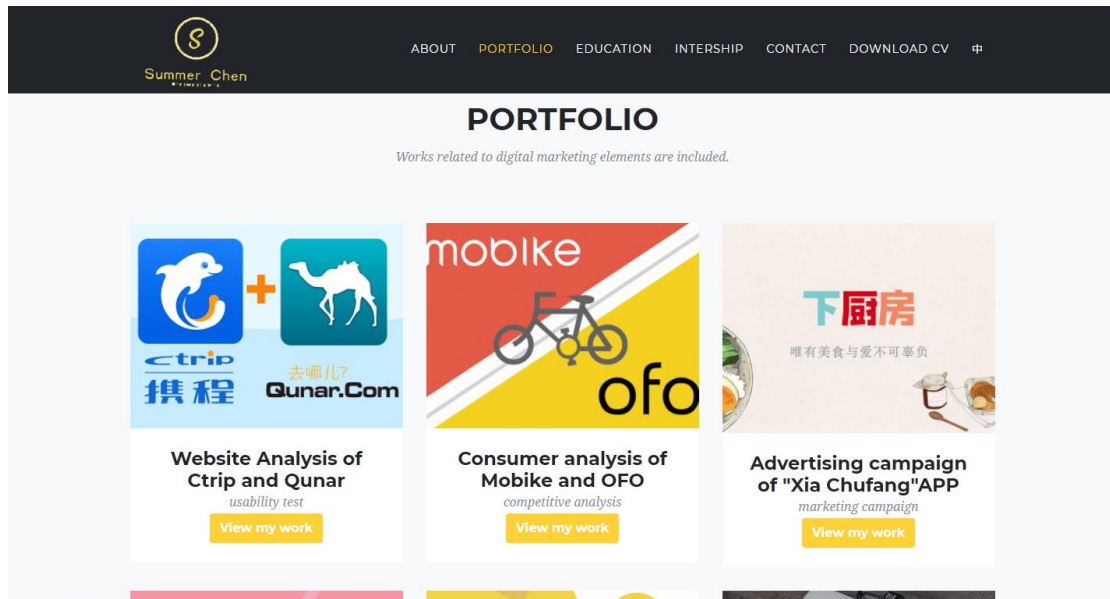 S
Summer Chen
ABOUT PORTFOLIO EDUCATION INTERSHIP CONTACT DOWNLOAD CV 中
PORTFOLIO
Works related to digital marketing elements are included.
ctrip
携程
去哪儿?
Qunar.Com
mobike
ofo
下厨房
唯有美食与爱不可辜负
Website Analysis of
Ctrip and Qunar
usability test
View my work
Consumer analysis of
Mobike and OFO
competitive analysis
View my work
Advertising campaign
of "Xia Chufang"APP
marketing campaign
View my work